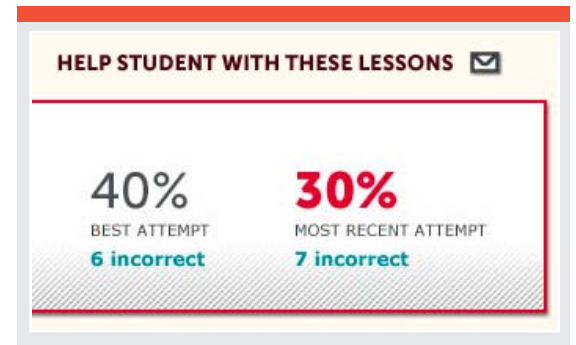 HELP STUDENT WITH THESE LESSONS
40%
BEST ATTEMPT
6 incorrect
30%
MOST RECENT ATTEMPT
7 incorrect